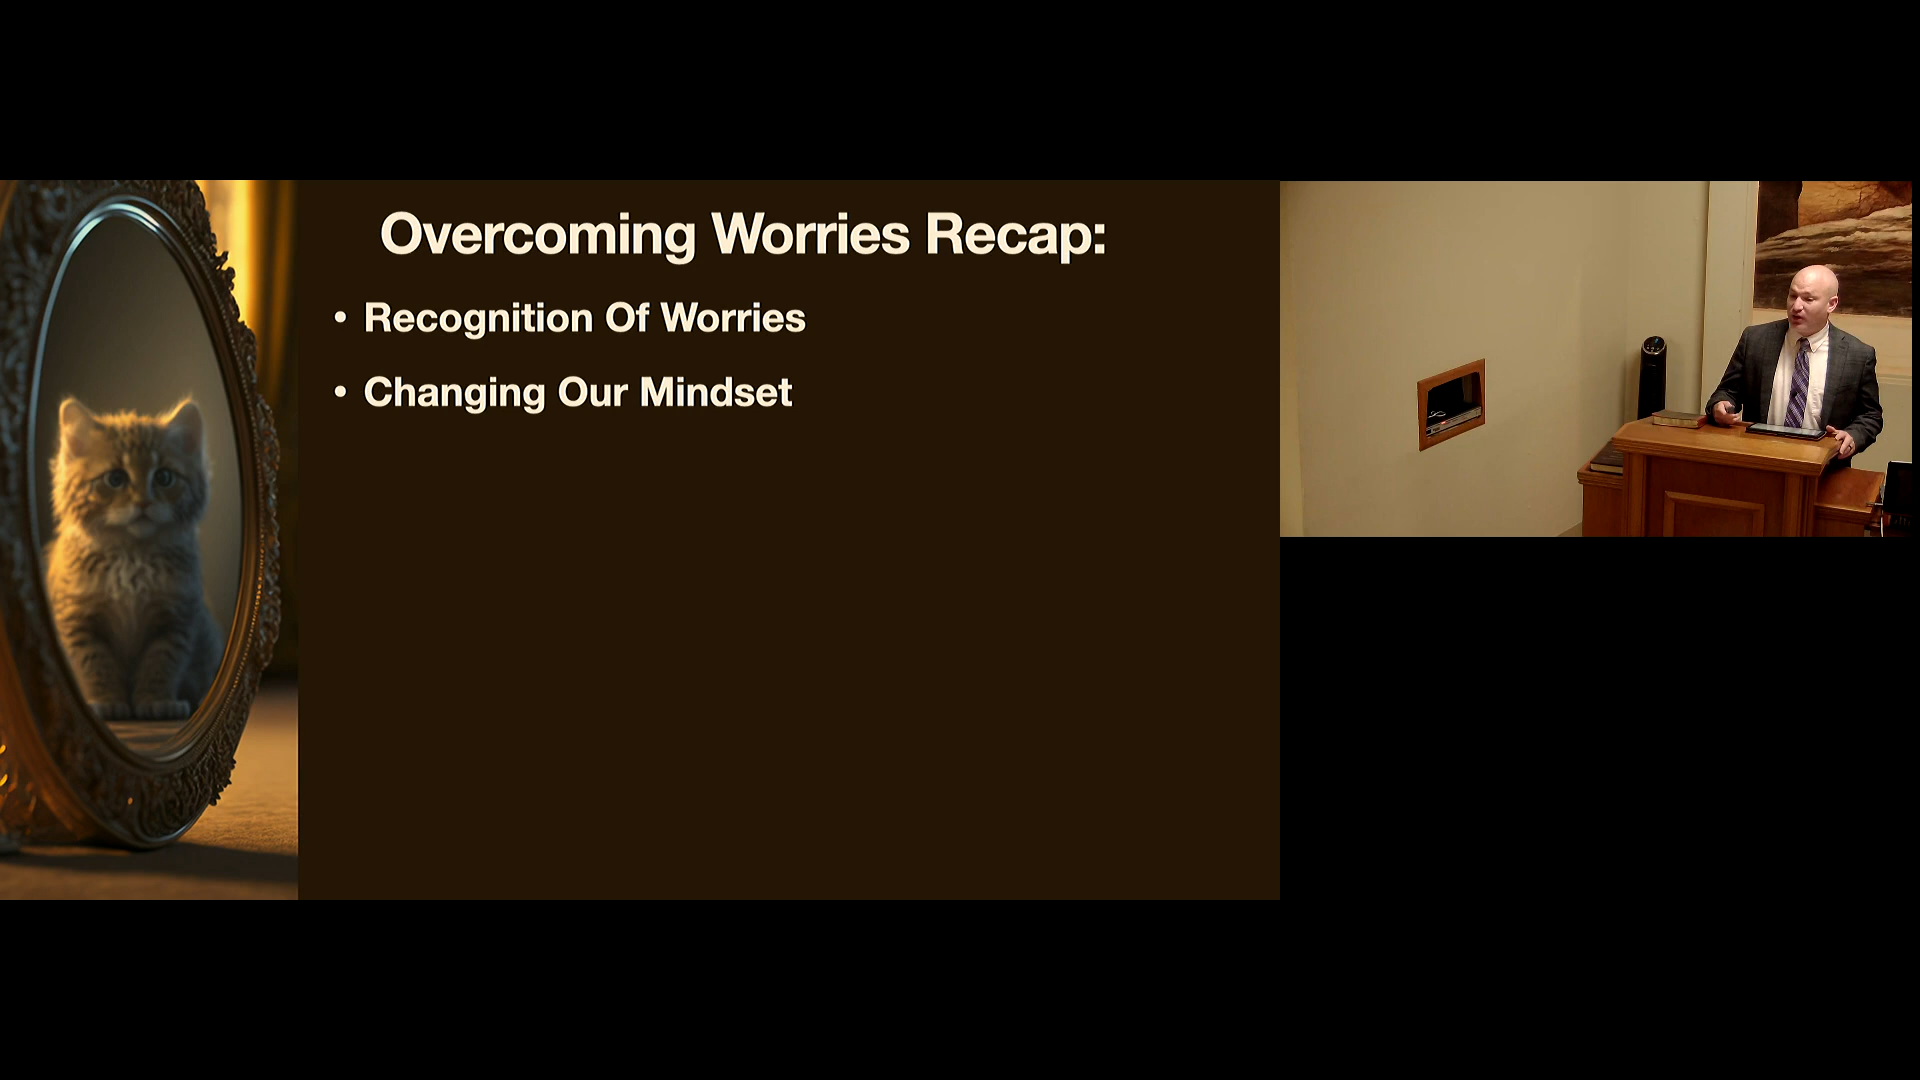 Overcoming Worries Recap:
• Recognition Of Worries
• Changing Our Mindset